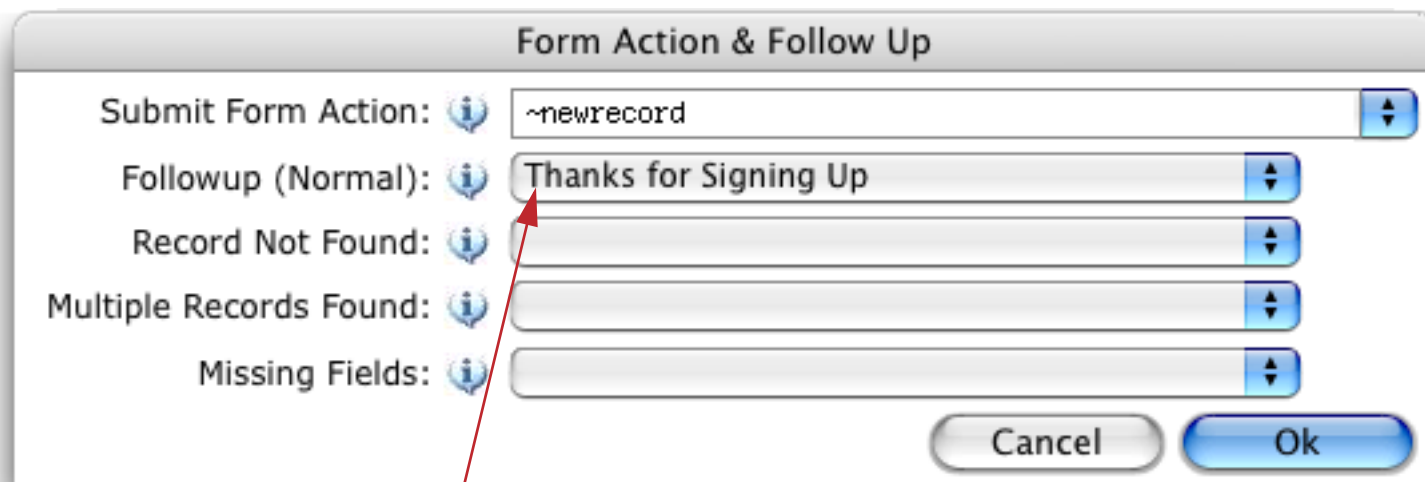 Form Action & Follow Up
Submit Form Action: ~newrecord
Followup (Normal): Thanks for Signing Up
Record Not Found:
Multiple Records Found:
Missing Fields:
Cancel Ok